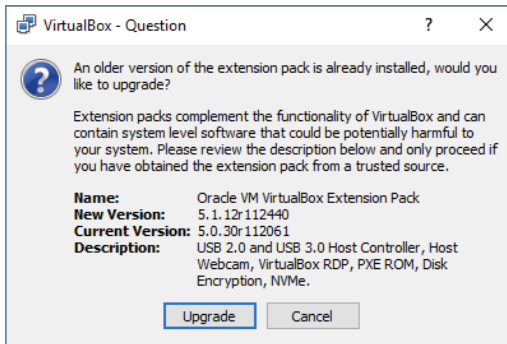 VirtualBox - Question
An older version of the extension pack is already installed, would you
like to upgrade?
Extension packs complement the functionality of VirtualBox and can
contain system level software that could be potentially harmful to
your system. Please review the description below and only proceed if
you have obtained the extension pack from a trusted source.
Name: Oracle VM VirtualBox Extension Pack
New Version: 5.1.12r112440
Current Version: 5.0.30r112061
Description: USB 2.0 and USB 3.0 Host Controller, Host
Webcam, VirtualBox RDP, PXE ROM, Disk
Encryption, NVMe.
Upgrade Cancel